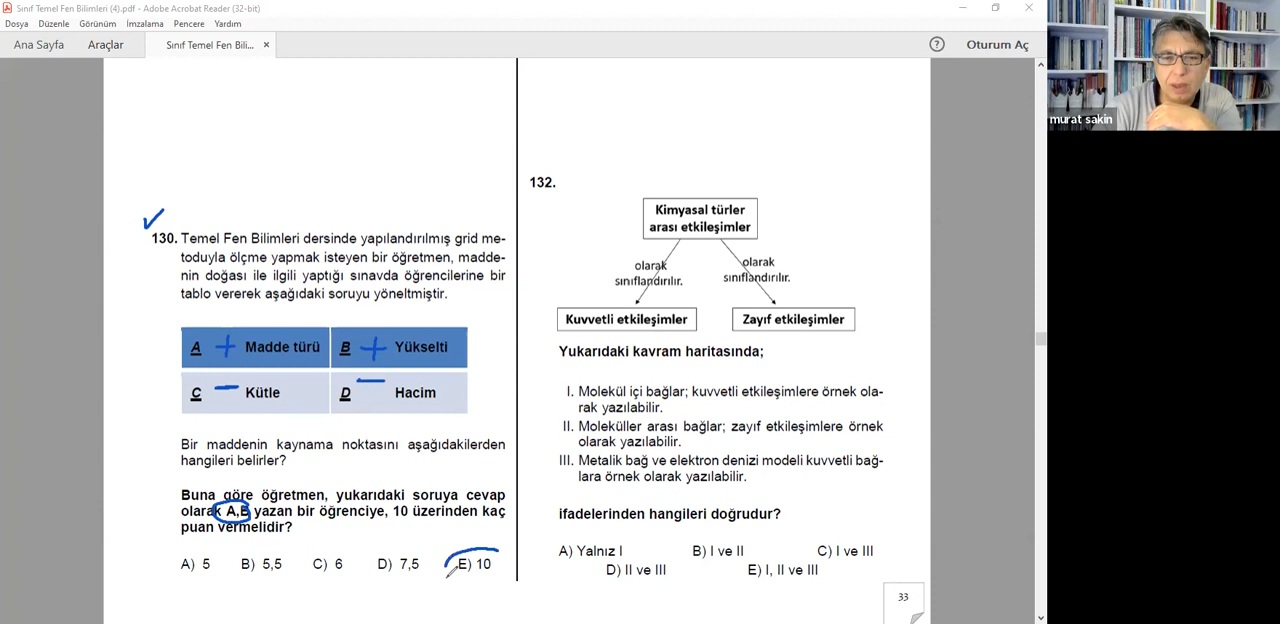 Sınıf Temel Fen Bilimleri (4).pdf - Adobe Acrobat Reader (32-bit)
Dosya Düzenle Görünüm İmzalama Pencere Yardım
Ana Sayfa Araçlar Sınıf Temel Fen Bili... × ? Oturum Aç
murat sakin
130. Temel Fen Bilimleri dersinde yapılandırılmış grid me-
toduyla ölçme yapmak isteyen bir öğretmen, madde-
nin doğası ile ilgili yaptığı sınavda öğrencilerine bir
tablo vererek aşağıdaki soruyu yöneltmiştir.
A + Madde türü B + Yükselti
C — Kütle D — Hacim
Bir maddenin kaynama noktasını aşağıdakilerden
hangileri belirler?
Buna göre öğretmen, yukarıdaki soruya cevap
olarak A,B yazan bir öğrenciye, 10 üzerinden kaç
puan vermelidir?
A) 5 B) 5,5 C) 6 D) 7,5 E) 10
132.
Kimyasal türler
arası etkileşimler
olarak
sınıflandırılır.
olarak
sınıflandırılır.
Kuvvetli etkileşimler Zayıf etkileşimler
Yukarıdaki kavram haritasında;
I. Molekül içi bağlar; kuvvetli etkileşimlere örnek ola-
rak yazılabilir.
II. Moleküller arası bağlar; zayıf etkileşimlere örnek
olarak yazılabilir.
III. Metalik bağ ve elektron denizi modeli kuvvetli bağ-
lara örnek olarak yazılabilir.
ifadelerinden hangileri doğrudur?
A) Yalnız I B) I ve II C) I ve III
D) II ve III E) I, II ve III
33